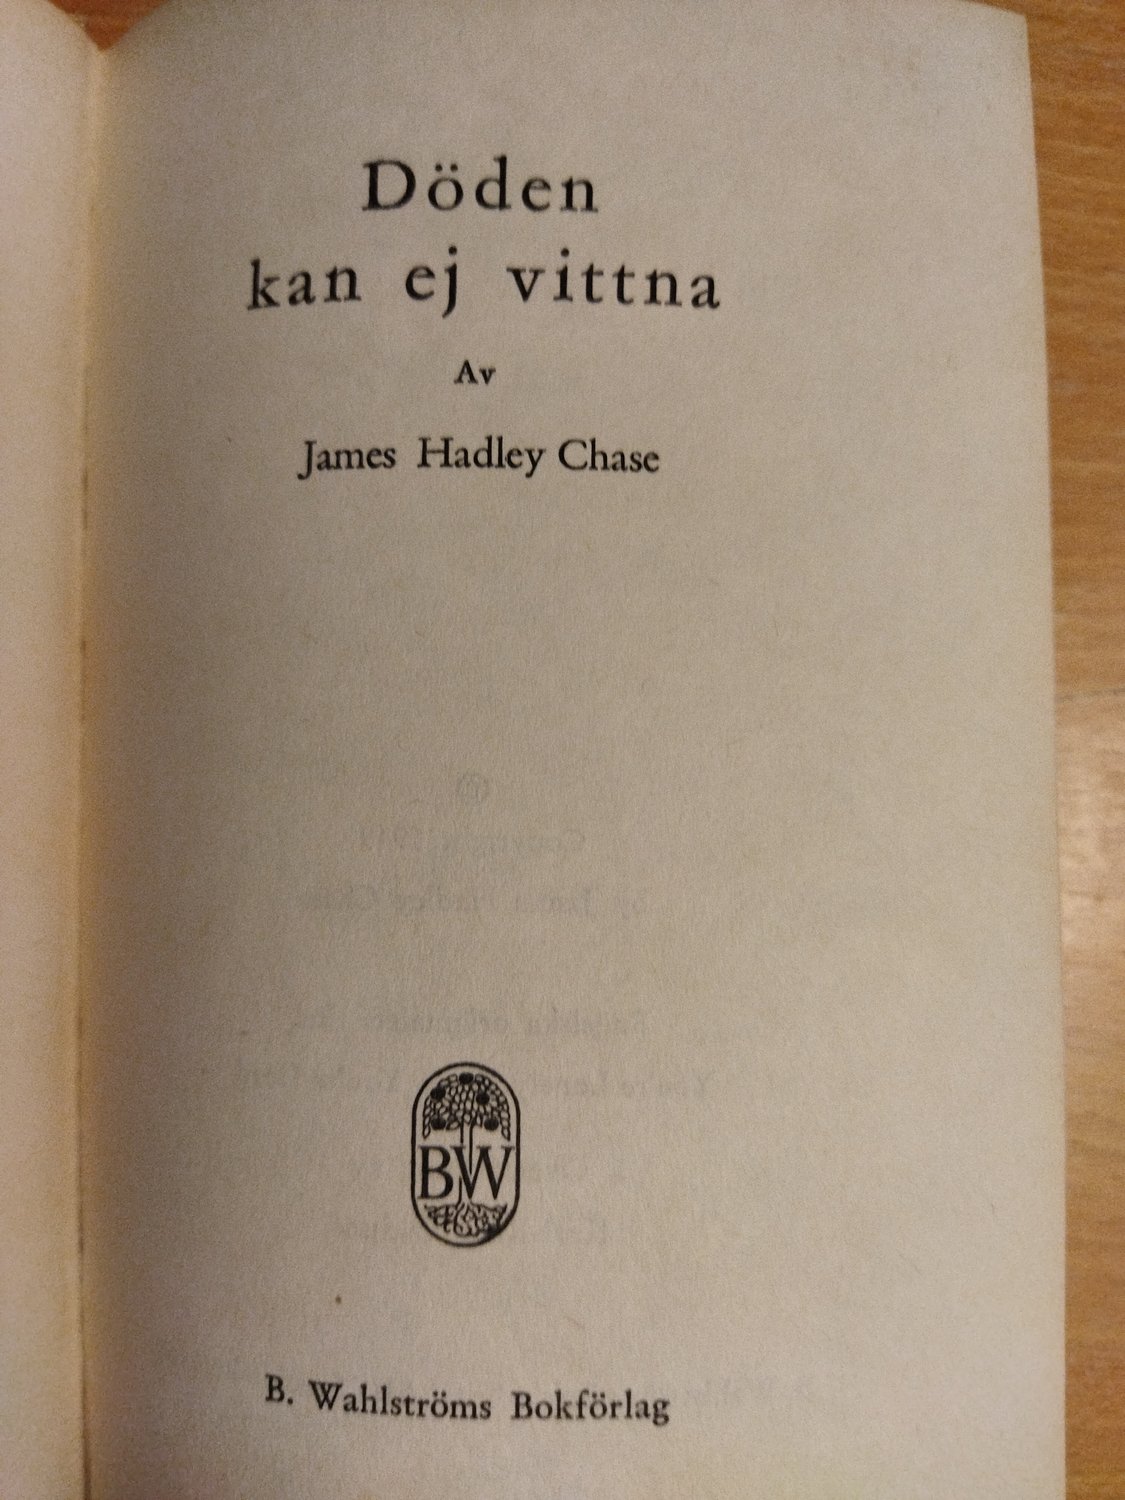 Döden
kan ej vittna
Av
James Hadley Chase
BW
B. Wahlströms Bokförlag